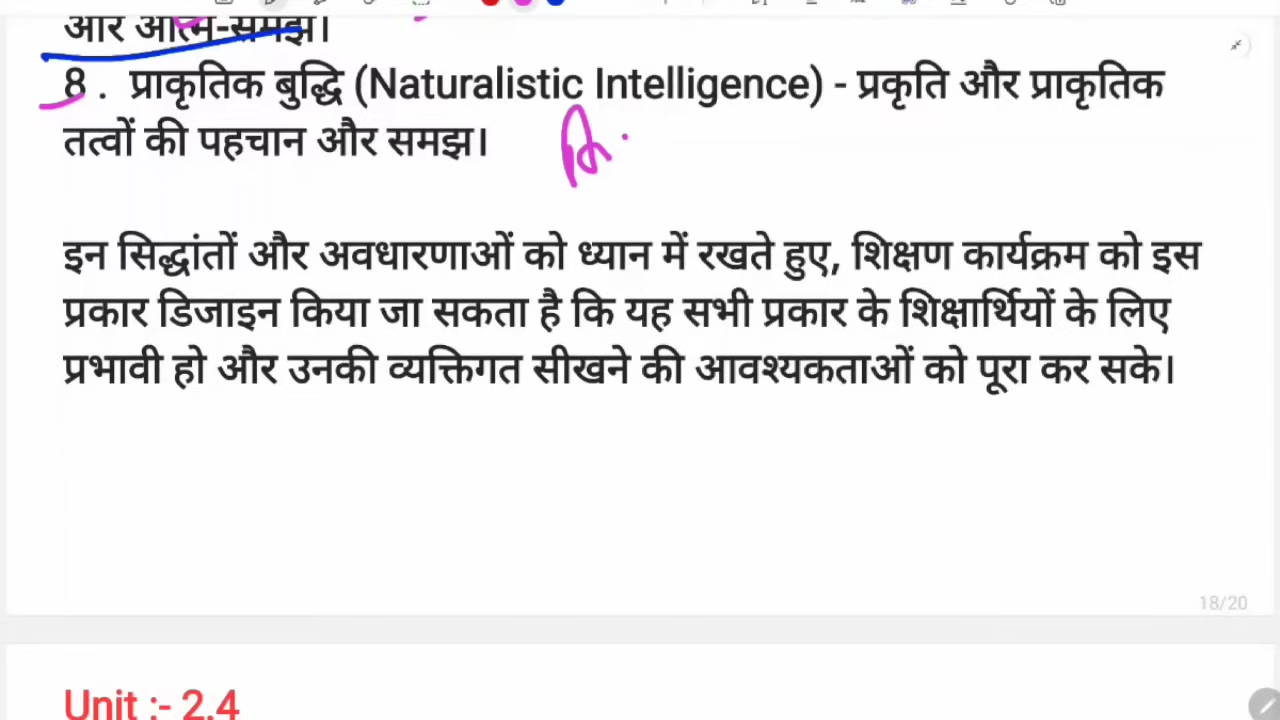 और आत्म-समझ।
8 . प्राकृतिक बुद्धि (Naturalistic Intelligence) - प्रकृति और प्राकृतिक
तत्वों की पहचान और समझ।
इन सिद्धांतों और अवधारणाओं को ध्यान में रखते हुए, शिक्षण कार्यक्रम को इस
प्रकार डिजाइन किया जा सकता है कि यह सभी प्रकार के शिक्षार्थियों के लिए
प्रभावी हो और उनकी व्यक्तिगत सीखने की आवश्यकताओं को पूरा कर सके।
18/20
Unit :- 2.4